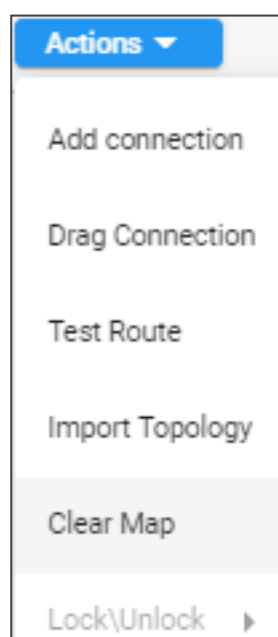 Actions
Add connection
Drag Connection
Test Route
Import Topology
Clear Map
Lock\Unlock